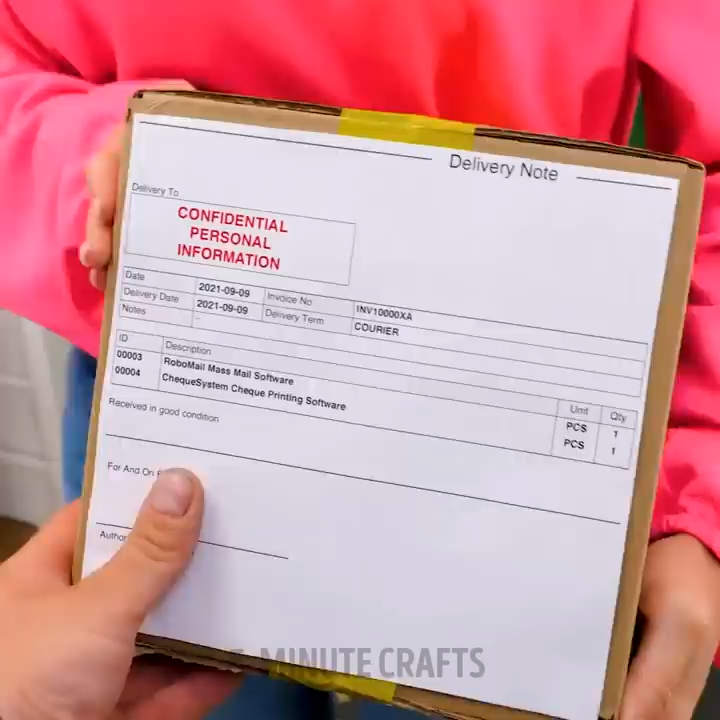 Delivery Note
Delivery To
CONFIDENTIAL
PERSONAL
INFORMATION
Date 2021-09-09 Invoice No INV10000XA
Delivery Date 2021-09-09 Delivery Term COURIER
Notes -
ID Description Unit Qty
00003 RoboMail Mass Mail Software PCS 1
00004 ChequeSystem Cheque Printing Software PCS 1
Received in good condition
For And On
MINUTE CRAFTS